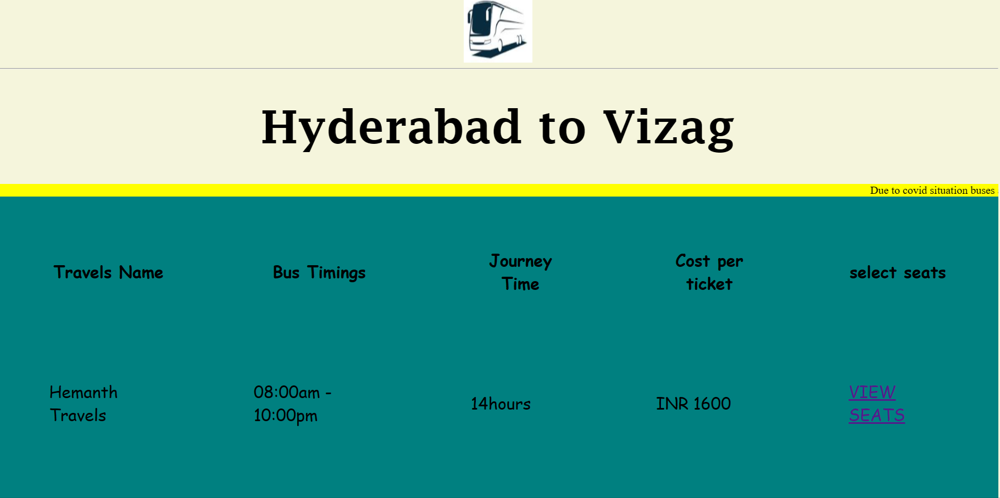 Hyderabad to Vizag
Due to covid situation buses
Travels Name
Bus Timings
Journey
Time
Cost per
ticket
select seats
Hemanth
Travels
08:00am -
10:00pm
14hours
INR 1600
VIEW
SEATS